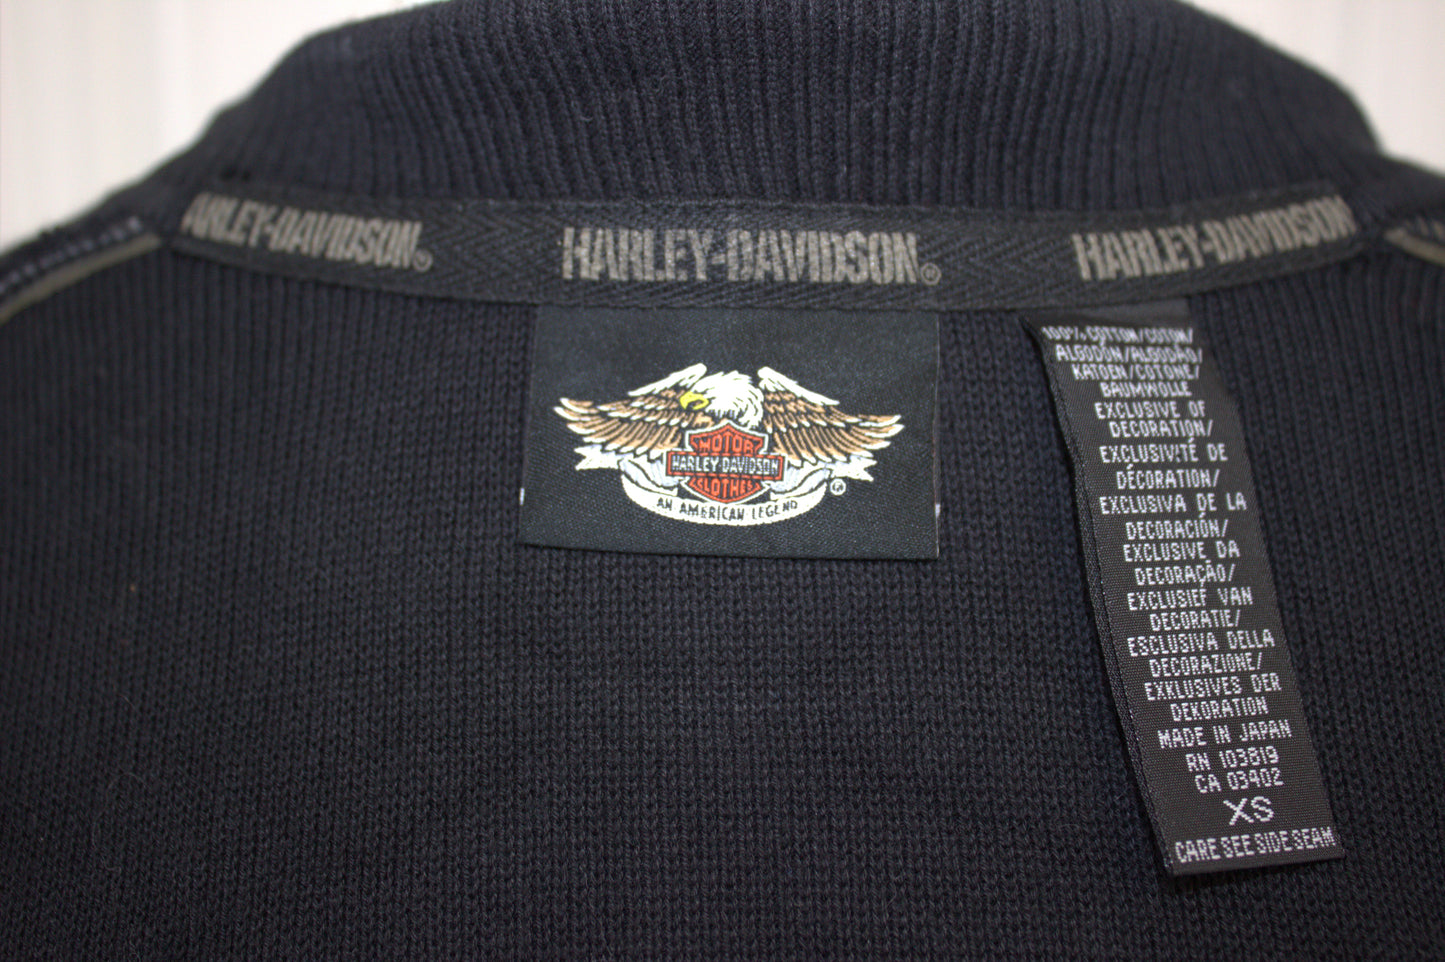 ARLEY-DAVIDSON® HARLEY-DAVIDSON® HARLEY-DAVIDSON
MOTOR
HARLEY-DAVIDSON
CLOTHES
AN AMERICAN LEGEND
®
100% COTTON/COTON/
ALGODÓN/ALGODÃO/
KATOEN/COTONE/
BAUMWOLLE
EXCLUSIVE OF
DECORATION/
EXCLUSIVITÉ DE
DÉCORATION/
EXCLUSIVA DE LA
DECORACIÓN/
EXCLUSIVE DA
DECORAÇÃO/
EXCLUSIEF VAN
DECORATIE/
ESCLUSIVA DELLA
DECORAZIONE/
EXKLUSIVES DER
DEKORATION
MADE IN JAPAN
RN 103819
CA 03402
XS
CARE SEE SIDE SEAM